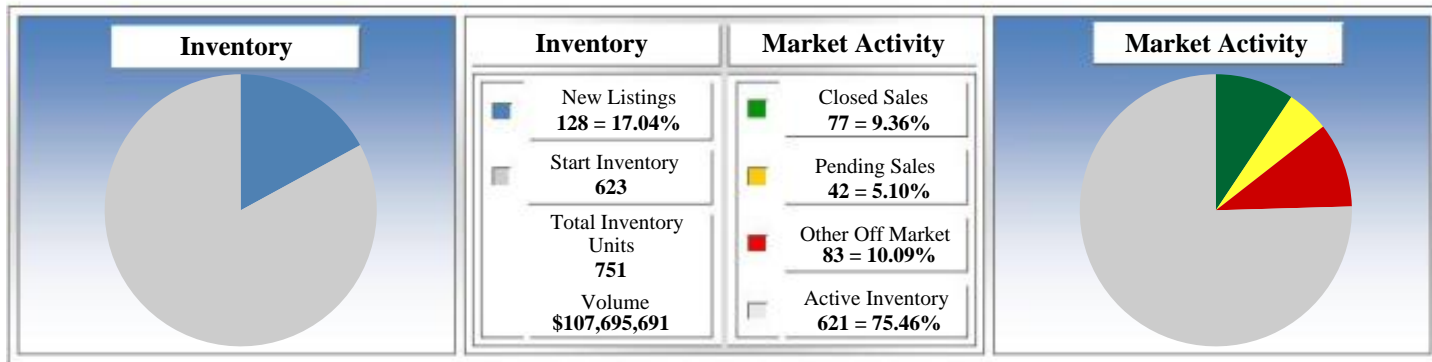 Inventory
Inventory
New Listings
128 = 17.04%
Start Inventory
623
Total Inventory
Units
751
Volume
$107,695,691
Market Activity
Closed Sales
77 = 9.36%
Pending Sales
42 = 5.10%
Other Off Market
83 = 10.09%
Active Inventory
621 = 75.46%
Market Activity